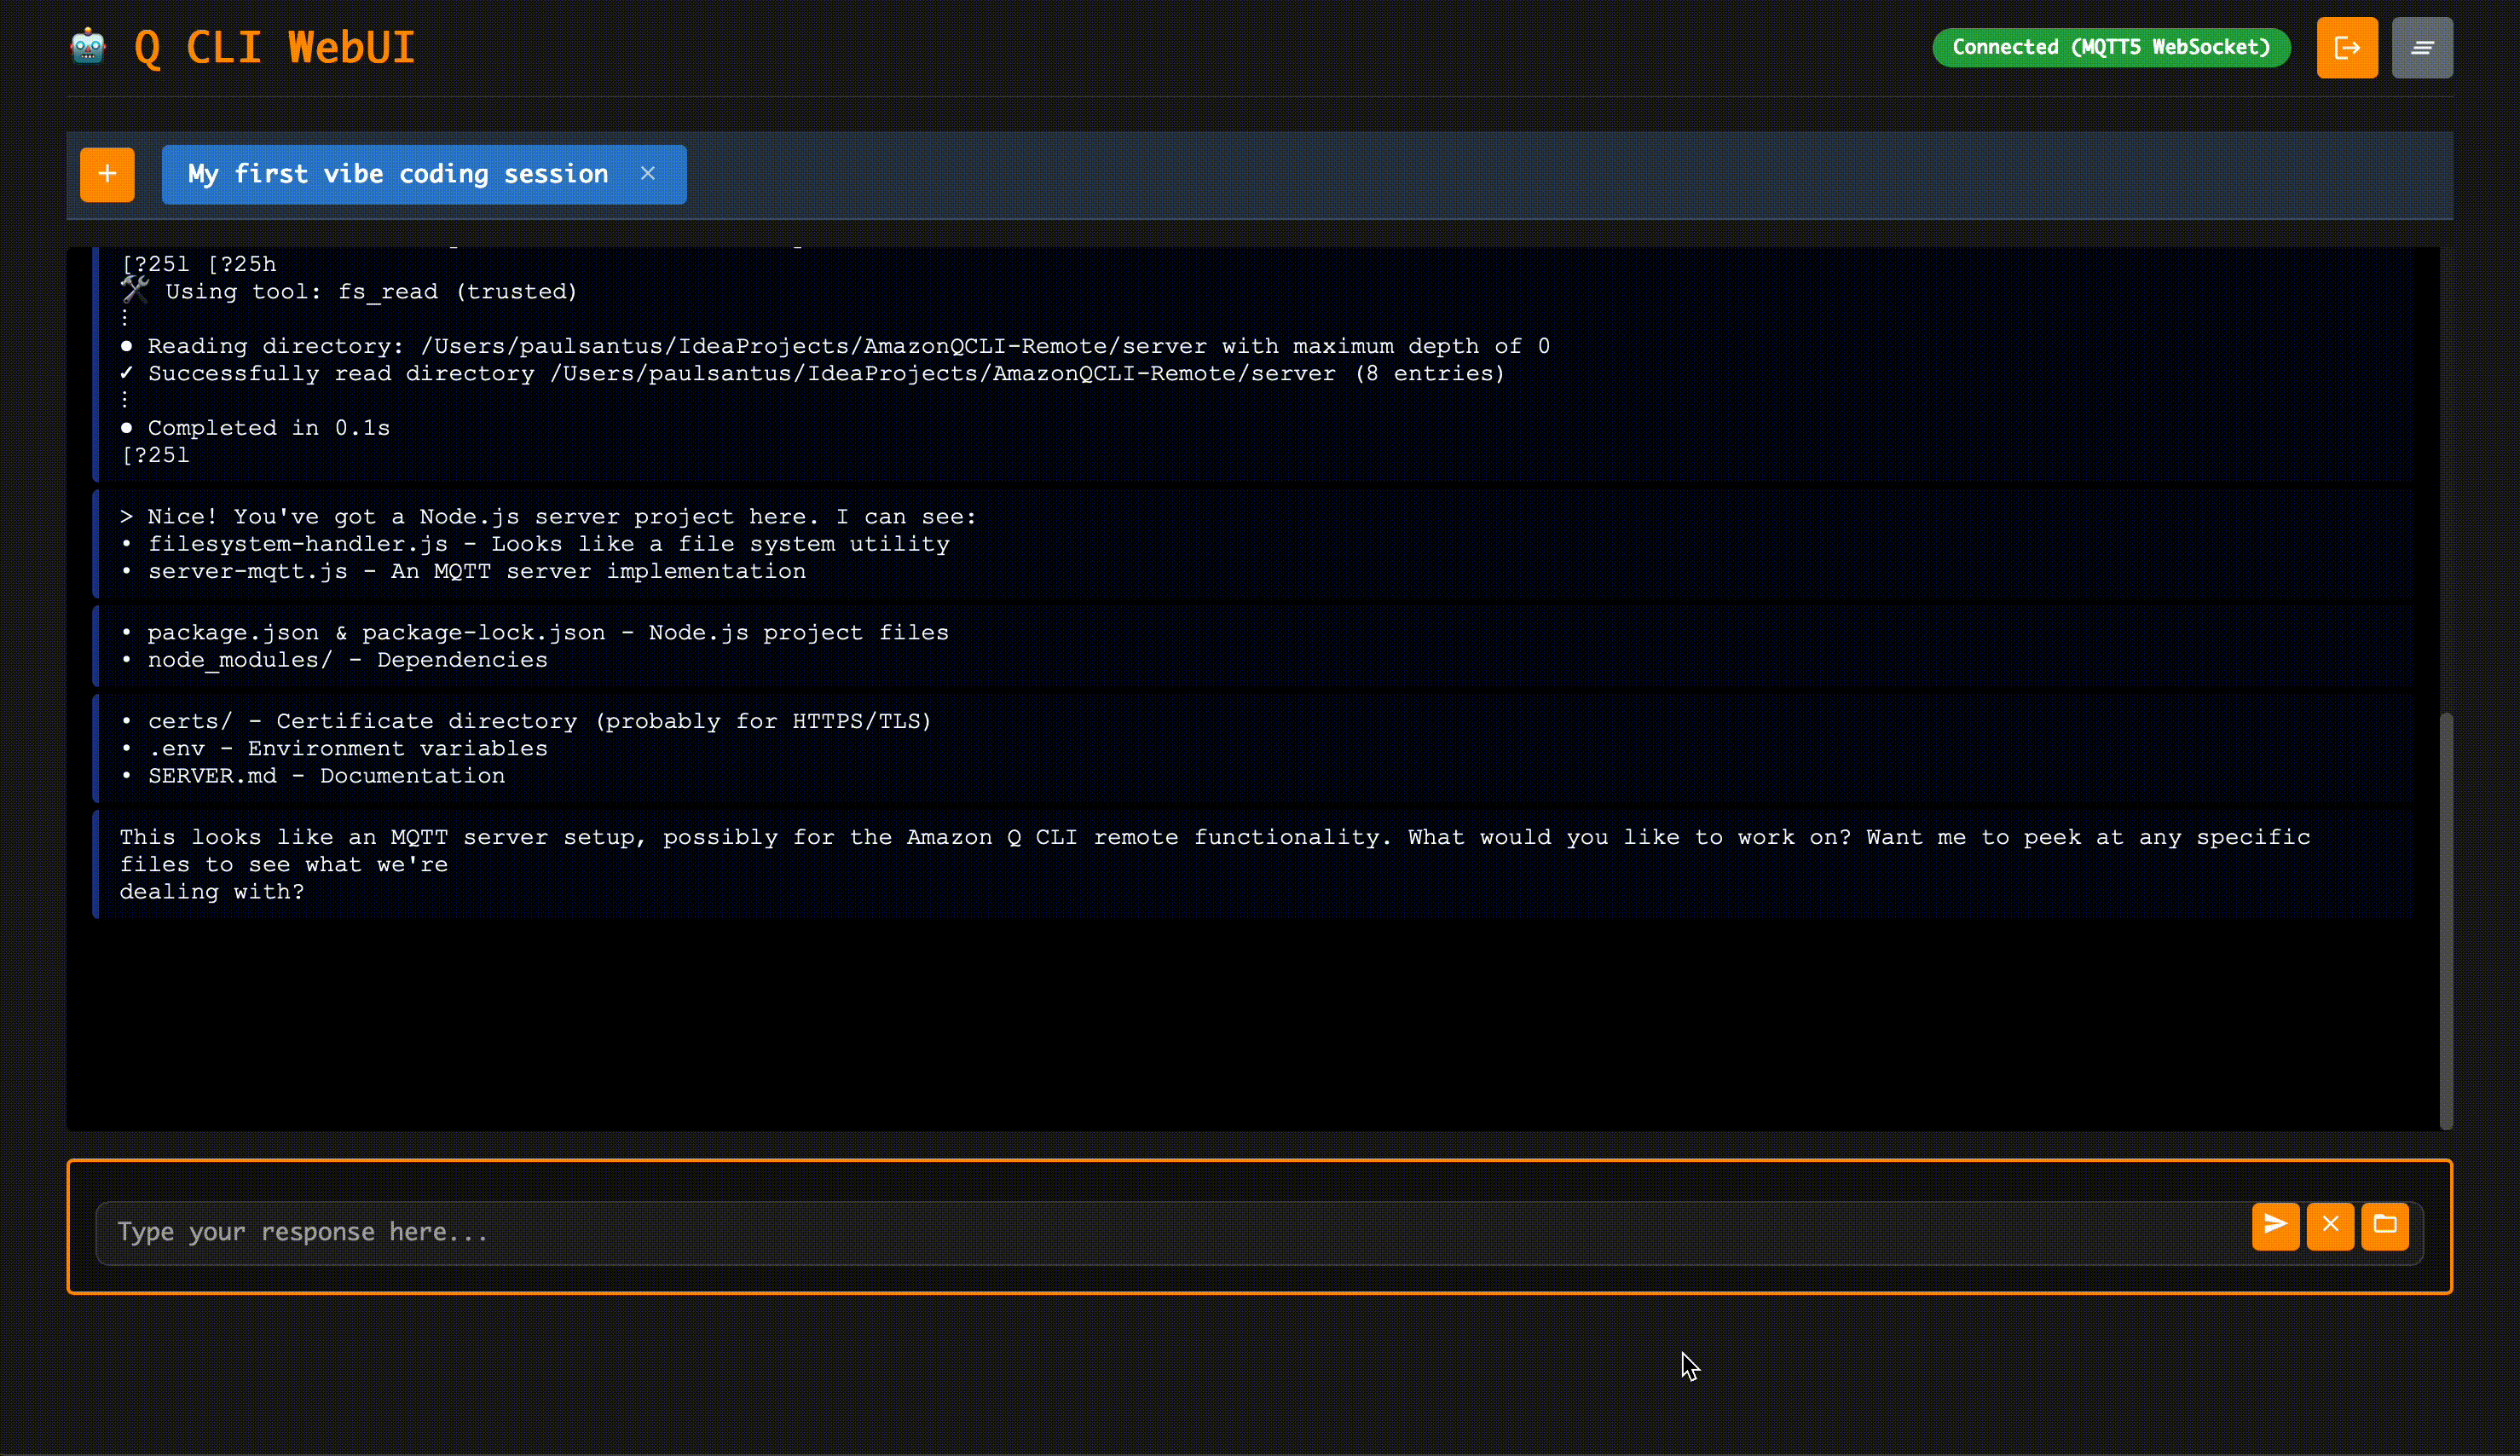 Q CLI WebUI
Connected (MQTT5 WebSocket)
+
My first vibe coding session ×
[?25l [?25h
Using tool: fs_read (trusted)
⋮
● Reading directory: /Users/paulsantus/IdeaProjects/AmazonQCLI-Remote/server with maximum depth of 0
✓ Successfully read directory /Users/paulsantus/IdeaProjects/AmazonQCLI-Remote/server (8 entries)
⋮
● Completed in 0.1s
[?25l
> Nice! You've got a Node.js server project here. I can see:
• filesystem-handler.js - Looks like a file system utility
• server-mqtt.js - An MQTT server implementation
• package.json & package-lock.json - Node.js project files
• node_modules/ - Dependencies
• certs/ - Certificate directory (probably for HTTPS/TLS)
• .env - Environment variables
• SERVER.md - Documentation
This looks like an MQTT server setup, possibly for the Amazon Q CLI remote functionality. What would you like to work on? Want me to peek at any specific
files to see what we're
dealing with?
Type your response here...